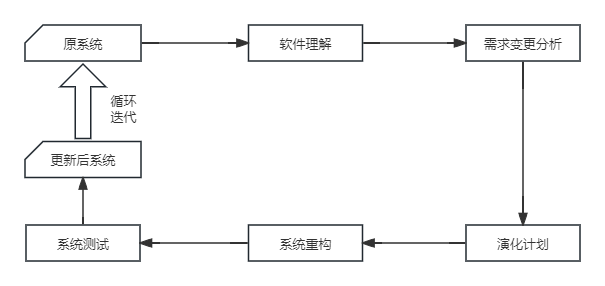 原系统
软件理解
需求变更分析
循环
迭代
更新后系统
系统测试
系统重构
演化计划